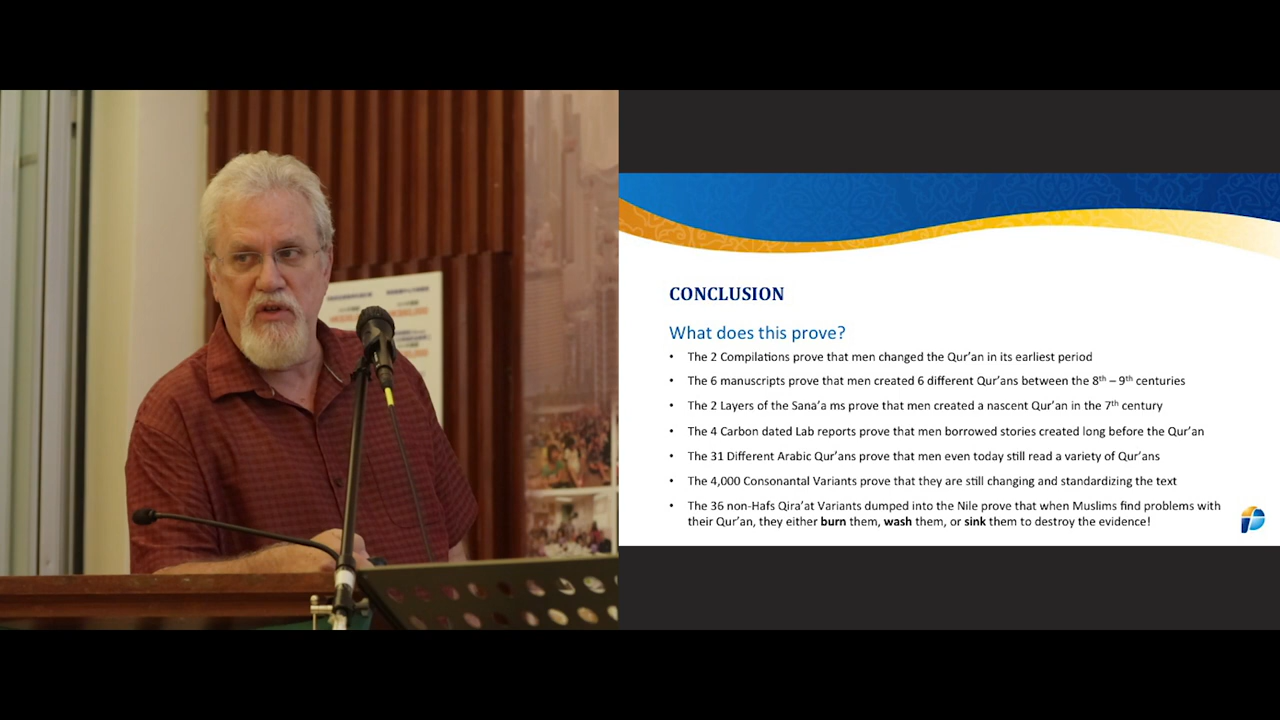 CONCLUSION
What does this prove?
• The 2 Compilations prove that men changed the Qur’an in its earliest period
• The 6 manuscripts prove that men created 6 different Qur’ans between the 8th – 9th centuries
• The 2 Layers of the Sana’a ms prove that men created a nascent Qur’an in the 7th century
• The 4 Carbon dated Lab reports prove that men borrowed stories created long before the Qur’an
• The 31 Different Arabic Qur’ans prove that men even today still read a variety of Qur’ans
• The 4,000 Consonantal Variants prove that they are still changing and standardizing the text
• The 36 non-Hafs Qira’at Variants dumped into the Nile prove that when Muslims find problems with
their Qur’an, they either burn them, wash them, or sink them to destroy the evidence!